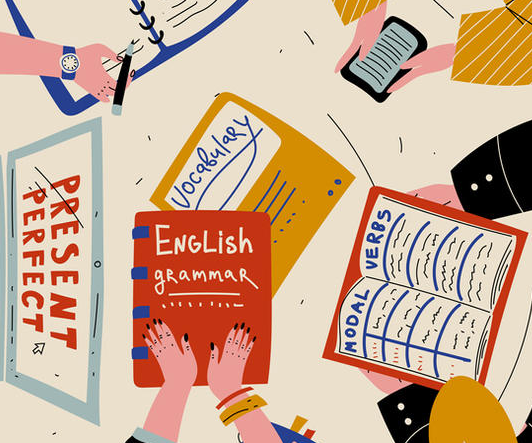 Vocabulary
PRESENT
PERFECT
ENGLish
grammar
MODAL VERBS